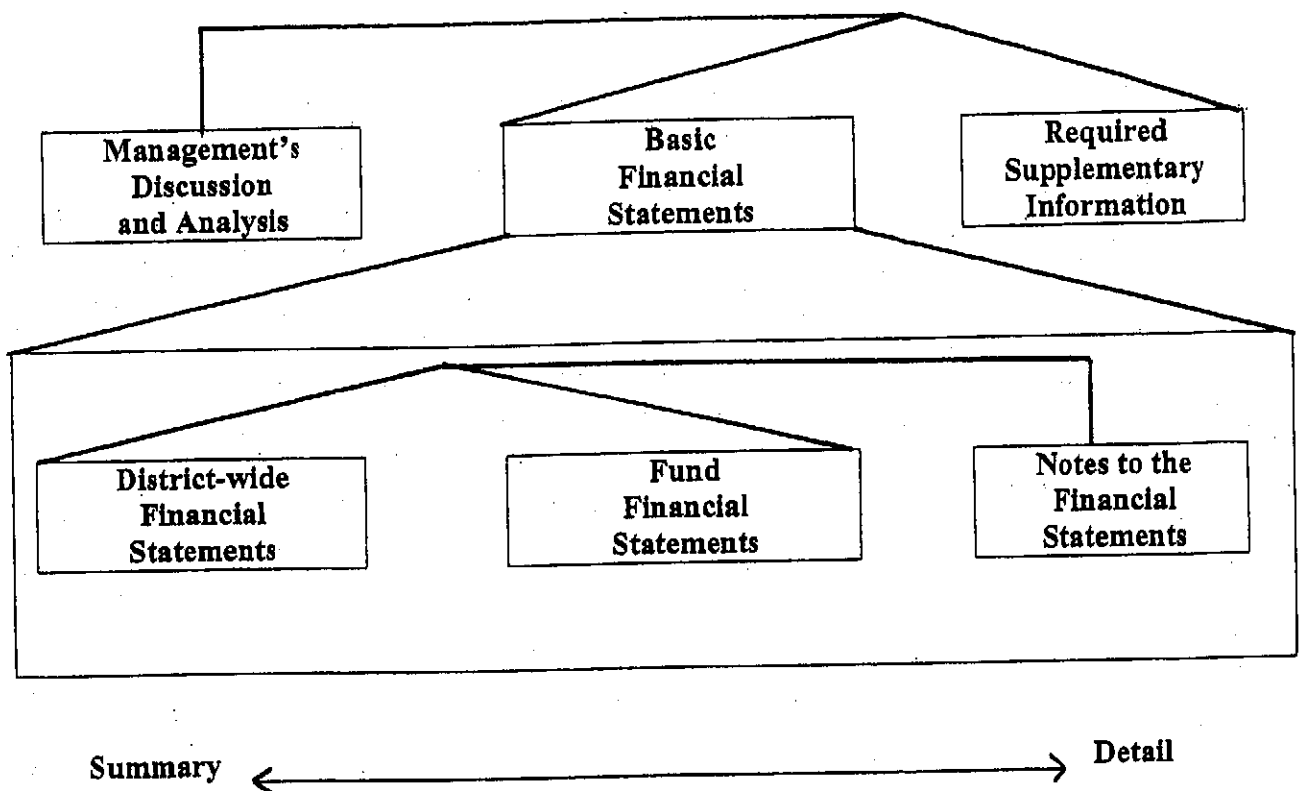 Management's
Discussion
and Analysis
Basic
Financial
Statements
Required
Supplementary
Information
District-wide
Financial
Statements
Fund
Financial
Statements
Notes to the
Financial
Statements
Summary
Detail